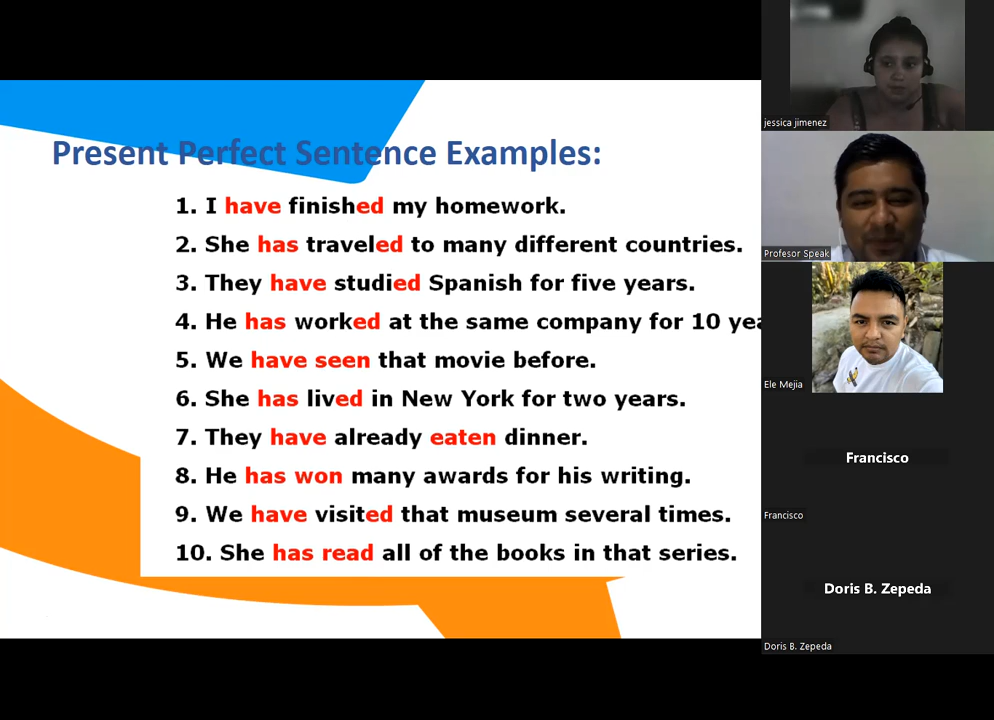 Present Perfect Sentence Examples:
1. I have finished my homework.
2. She has traveled to many different countries.
3. They have studied Spanish for five years.
4. He has worked at the same company for 10 yea
5. We have seen that movie before.
6. She has lived in New York for two years.
7. They have already eaten dinner.
8. He has won many awards for his writing.
9. We have visited that museum several times.
10. She has read all of the books in that series.
jessica jimenez
Profesor Speak
Ele Mejia
Francisco
Francisco
Doris B. Zepeda
Doris B. Zepeda